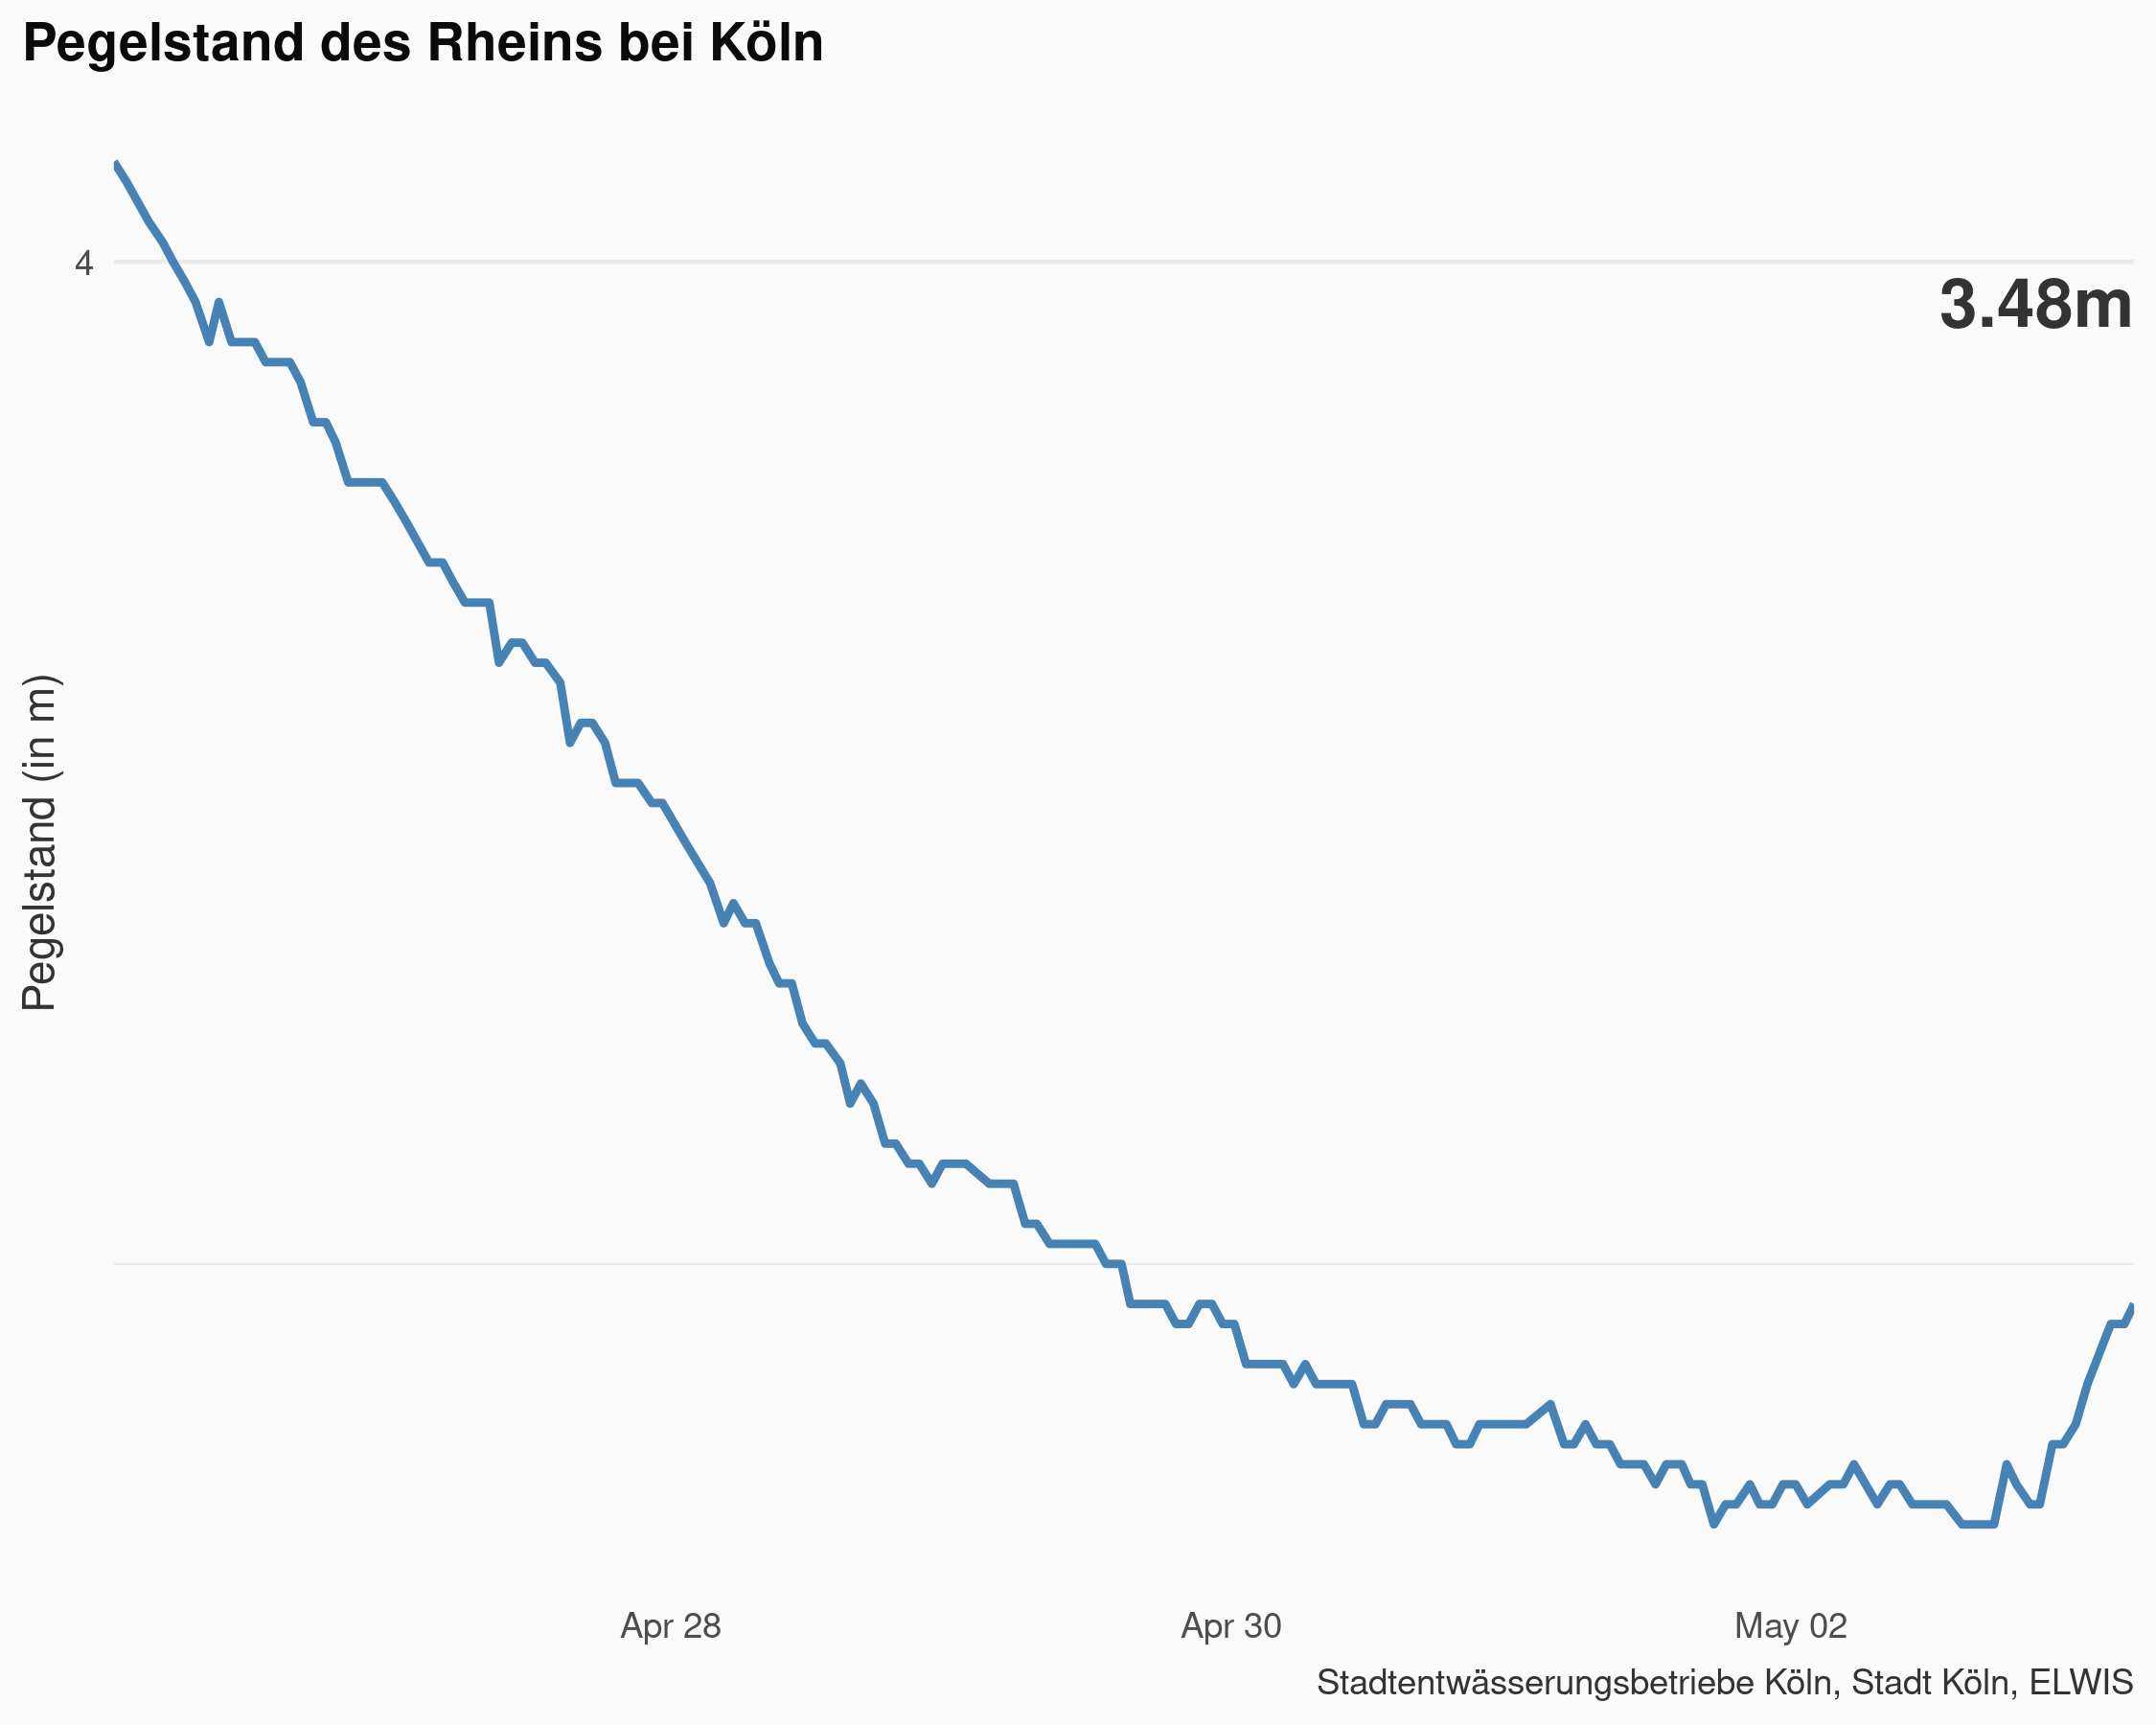 Pegelstand des Rheins bei Köln
4
3.48m
Pegelstand (in m)
Apr 28
Apr 30
May 02
Stadtentwässerungsbetriebe Köln, Stadt Köln, ELWIS